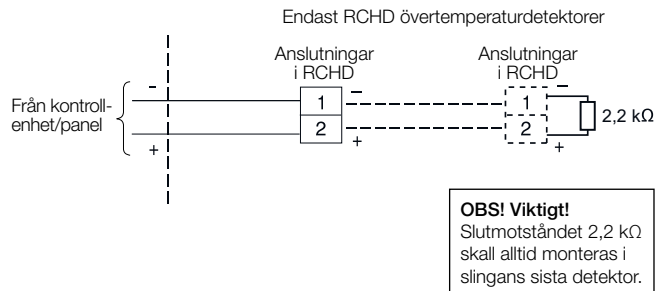 Endast RCHD övertemperaturdetektorer
Anslutningar
i RCHD
Anslutningar
i RCHD
Från kontroll-
enhet/panel
-
+
1
2
−
+
1
2
−
+
2,2 kΩ
OBS! Viktigt!
Slutmotståndet 2,2 kΩ
skall alltid monteras i
slingans sista detektor.